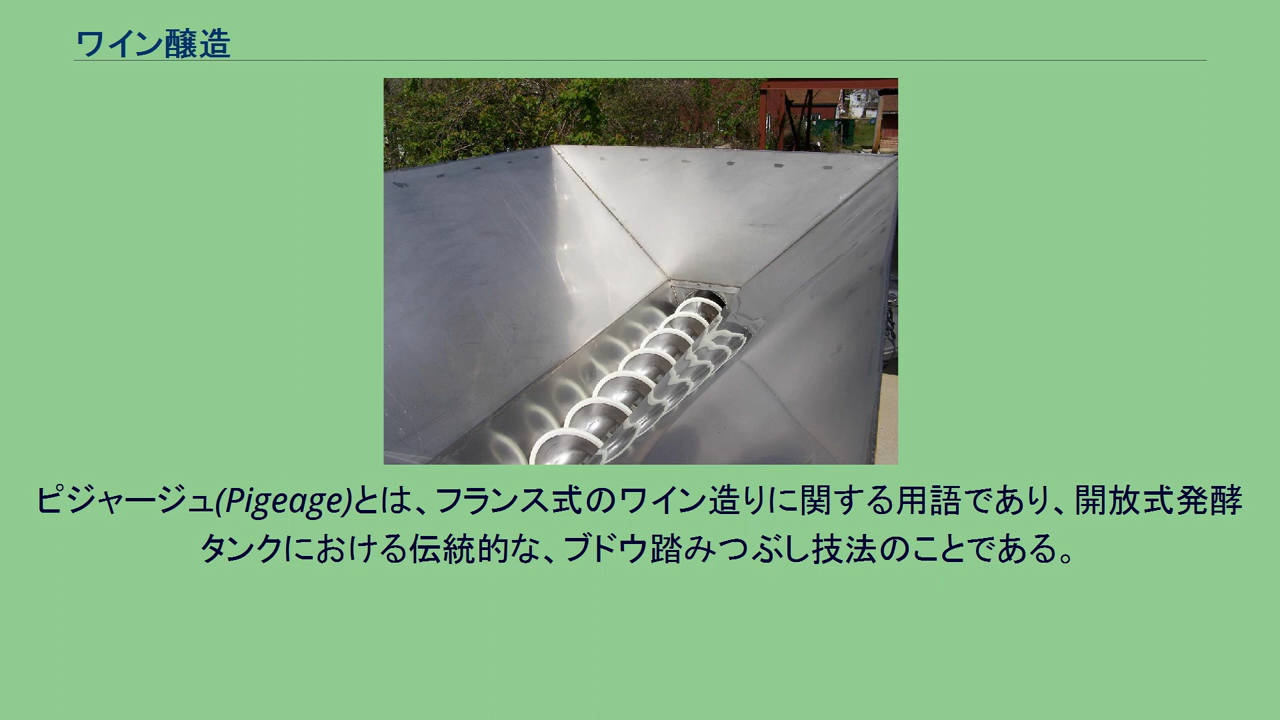 ワイン醸造
ピジャージュ(Pigeage)とは、フランス式のワイン造りに関する用語であり、開放式発酵
タンクにおける伝統的な、ブドウ踏みつぶし技法のことである。